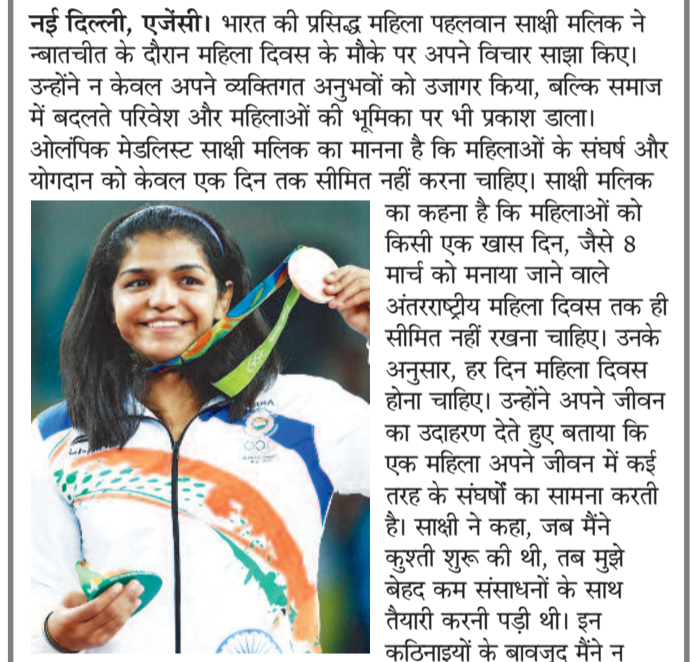 नई दिल्ली, एजेंसी। भारत की प्रसिद्ध महिला पहलवान साक्षी मलिक ने
न्बातचीत के दौरान महिला दिवस के मौके पर अपने विचार साझा किए।
उन्होंने न केवल अपने व्यक्तिगत अनुभवों को उजागर किया, बल्कि समाज
में बदलते परिवेश और महिलाओं की भूमिका पर भी प्रकाश डाला।
ओलंपिक मेडलिस्ट साक्षी मलिक का मानना है कि महिलाओं के संघर्ष और
योगदान को केवल एक दिन तक सीमित नहीं करना चाहिए। साक्षी मलिक
का कहना है कि महिलाओं को
किसी एक खास दिन, जैसे 8
मार्च को मनाया जाने वाले
अंतरराष्ट्रीय महिला दिवस तक ही
सीमित नहीं रखना चाहिए। उनके
अनुसार, हर दिन महिला दिवस
होना चाहिए। उन्होंने अपने जीवन
का उदाहरण देते हुए बताया कि
एक महिला अपने जीवन में कई
तरह के संघर्षों का सामना करती
है। साक्षी ने कहा, जब मैंने
कुश्ती शुरू की थी, तब मुझे
बेहद कम संसाधनों के साथ
तैयारी करनी पड़ी थी। इन
कठिनाइयों के बावजूद मैंने न